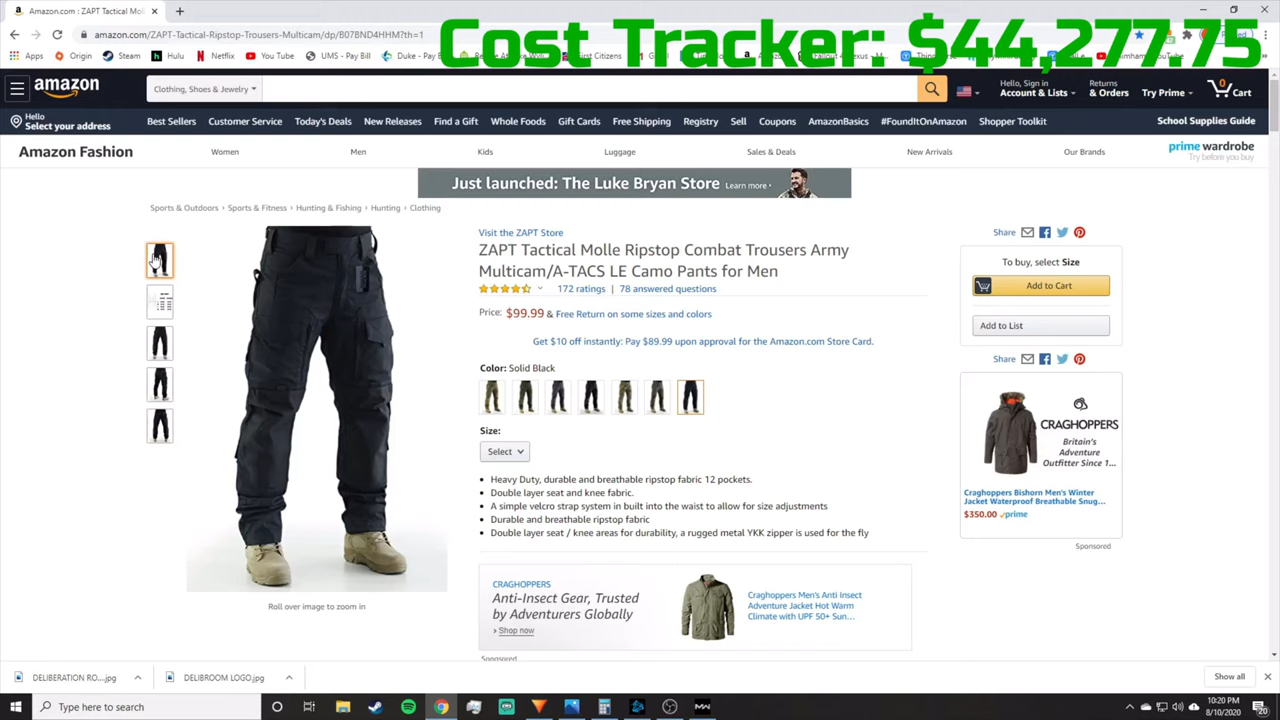 Amazon.com : ZAPT Tactical Mol
amazon.com/ZAPT-Tactical-Ripstop-Trousers-Multicam/dp/B07BND4HHM?th=1
Cost Tracker: $44,277.75
Apps
Origin
Steam
Hulu
Netflix
UMS - Pay Bill
Duke - Pay
First Citizens
YouTube
amazon
Clothing, Shoes & Jewelry
Hello, Sign in
Account & Lists
Returns
& Orders
Try Prime
0
Cart
Hello
Select your address
Best Sellers
Customer Service
Today's Deals
New Releases
Find a Gift
Whole Foods
Gift Cards
Free Shipping
Registry
Sell
Coupons
AmazonBasics
#FoundItOnAmazon
Shopper Toolkit
School Supplies Guide
Amazon Fashion
Women
Men
Kids
Luggage
Sales & Deals
New Arrivals
Our Brands
prime wardrobe
Try before you buy
Just launched: The Luke Bryan Store Learn more ›
Sports & Outdoors › Sports & Fitness › Hunting & Fishing › Hunting › Clothing
Visit the ZAPT Store
ZAPT Tactical Molle Ripstop Combat Trousers Army
Multicam/A-TACS LE Camo Pants for Men
172 ratings | 78 answered questions
Price: $99.99 & Free Return on some sizes and colors
Get $10 off instantly: Pay $89.99 upon approval for the Amazon.com Store Card.
Color: Solid Black
Size:
Select
• Heavy Duty, durable and breathable ripstop fabric 12 pockets.
• Double layer seat and knee fabric.
• A simple velcro strap system in built into the waist to allow for size adjustments
• Durable and breathable ripstop fabric
• Double layer seat / knee areas for durability, a rugged metal YKK zipper is used for the fly
Roll over image to zoom in
CRAGHOPPERS
Anti-Insect Gear, Trusted
by Adventurers Globally
› Shop now
Craghoppers Men's Anti Insect
Adventure Jacket Hot Warm
Climate with UPF 50+ Sun...
Sponsored
Share
To buy, select Size
Add to Cart
Add to List
Share
CRAGHOPPERS
Britain's
Adventure
Outfitter Since 1...
Craghoppers Bishorn Men's Winter
Jacket Waterproof Breathable Snug...
$350.00 prime
Sponsored
DELIBERATION RO....jpg
DELIBROOM LOGO.jpg
Show all
Type here to search
10:20 PM
8/10/2020
20